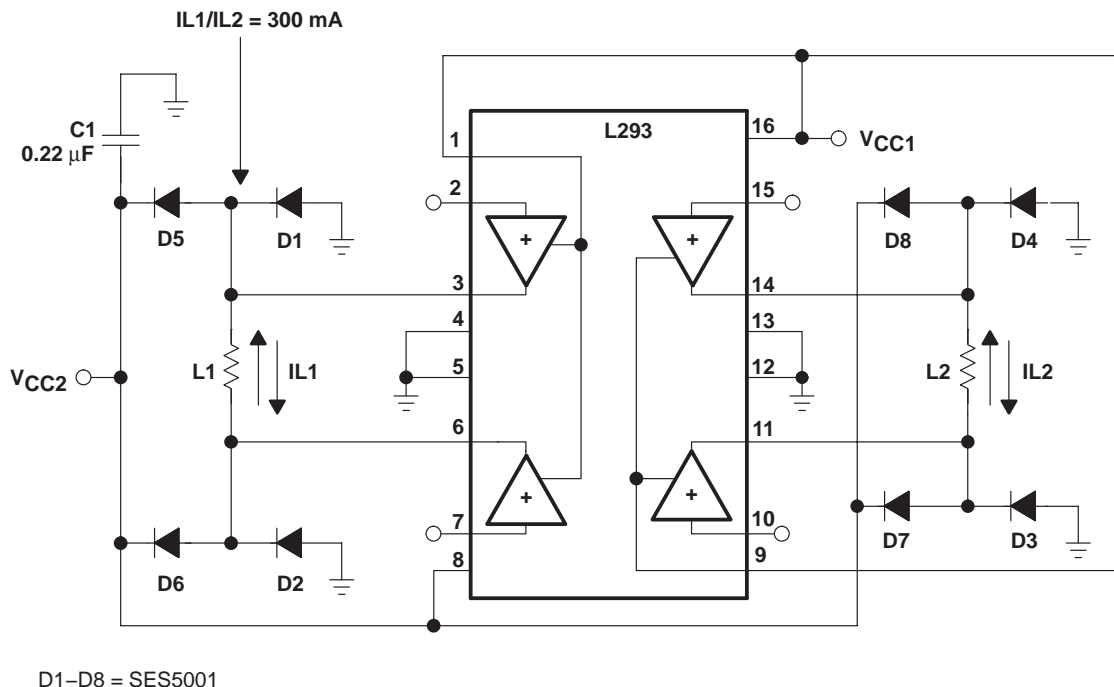 IL1/IL2 = 300 mA
C1
0.22 μF
L293
1
16
VCC1
2
15
D5
D1
D8
D4
3
14
4
13
VCC2
L1
IL1
5
12
L2
IL2
6
11
7
10
D6
D2
8
9
D7
D3
D1–D8 = SES5001
+
+
+
+